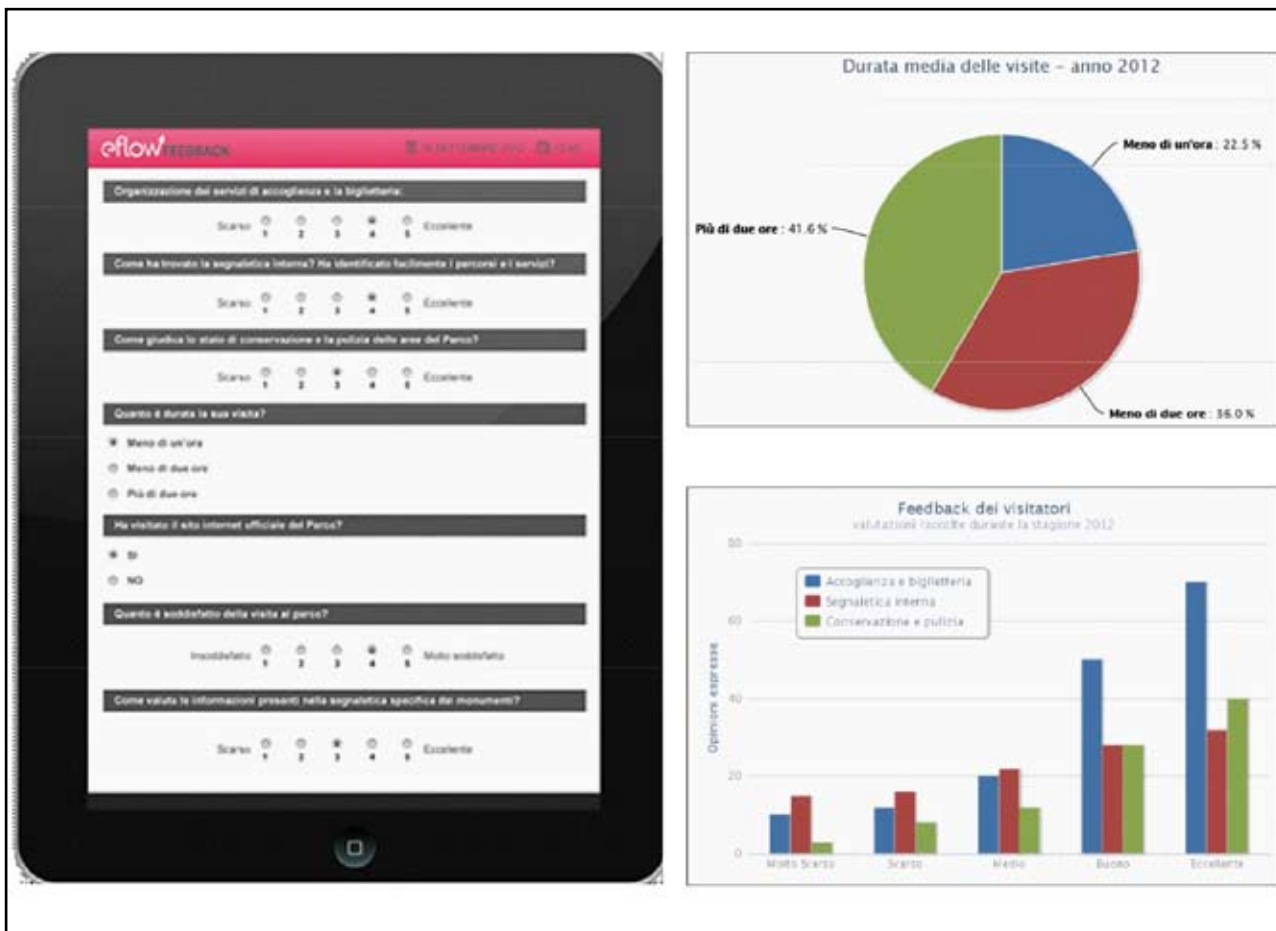 eflow FEEDBACK
Organizzazione dei servizi di accoglienza e la biglietteria:
Scarso 1 2 3 4 5 Eccellente
Come ha trovato la segnaletica interna? Ha identificato facilmente i percorsi e i servizi?
Scarso 1 2 3 4 5 Eccellente
Come giudica lo stato di conservazione e la pulizia delle aree del Parco?
Scarso 1 2 3 4 5 Eccellente
Quanto è durata la sua visita?
Meno di un'ora
Meno di due ore
Più di due ore
Ha visitato il sito internet ufficiale del Parco?
SI
NO
Quanto è soddisfatto della visita al parco?
Insoddisfatto 1 2 3 4 5 Molto soddisfatto
Come valuta le informazioni presenti nella segnaletica specifica dei monumenti?
Scarso 1 2 3 4 5 Eccellente
Durata media delle visite – anno 2012
Meno di un'ora : 22.5 %
Più di due ore : 41.6 %
Meno di due ore : 36.0 %
Feedback dei visitatori
valutazioni raccolte durante la stagione 2012
80
60
40
20
0
Opinioni espresse
Accoglienza e biglietteria
Segnaletica interna
Conservazione e pulizia
Molto Scarso
Scarso
Medio
Buono
Eccellente